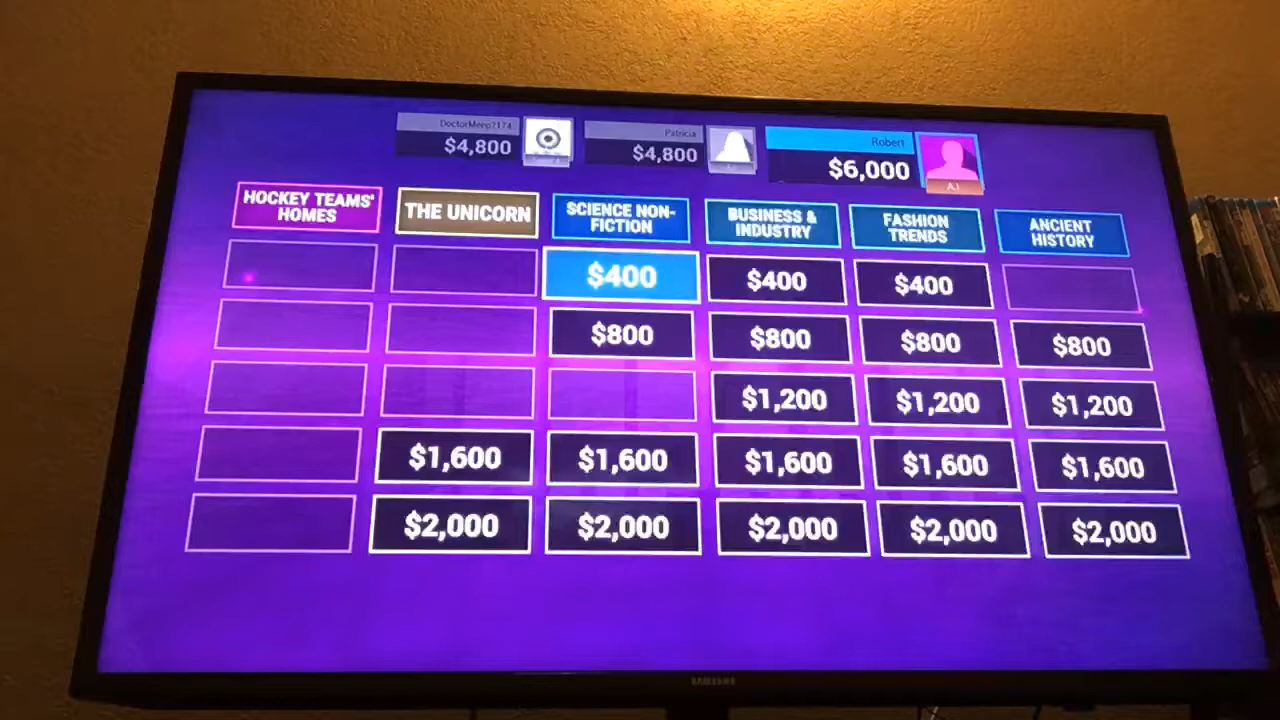 DoctorMeep7174
$4,800
Patricia
$4,800
Robert
$6,000
A.I
HOCKEY TEAMS'
HOMES
THE UNICORN
SCIENCE NON-
FICTION
BUSINESS &
INDUSTRY
FASHION
TRENDS
ANCIENT
HISTORY
$400
$400
$400
$800
$800
$800
$800
$1,200
$1,200
$1,200
$1,600
$1,600
$1,600
$1,600
$1,600
$2,000
$2,000
$2,000
$2,000
$2,000
SAMSUNG